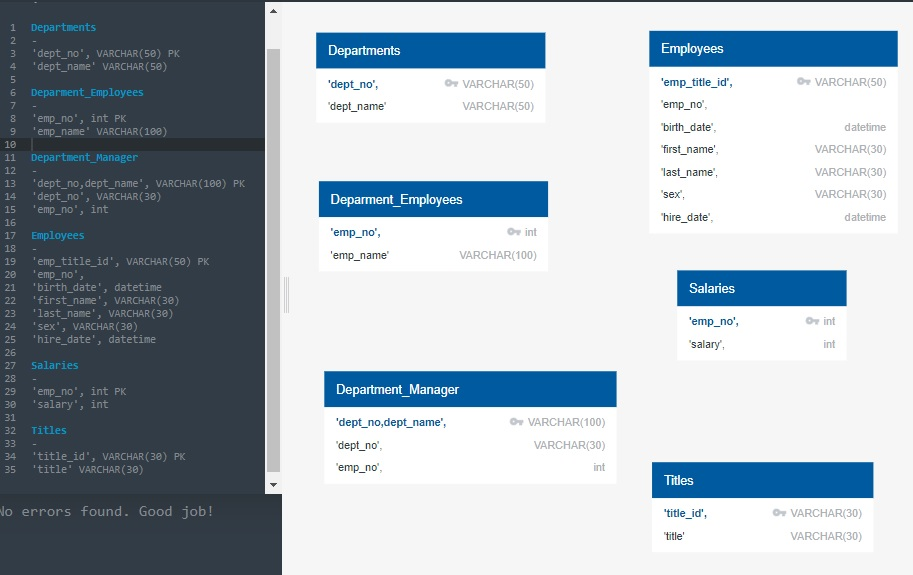 1 Departments
2 -
3 'dept_no', VARCHAR(50) PK
4 'dept_name' VARCHAR(50)
5
6 Deparment_Employees
7 -
8 'emp_no', int PK
9 'emp_name' VARCHAR(100)
10
11 Department_Manager
12 -
13 'dept_no,dept_name', VARCHAR(100) PK
14 'dept_no', VARCHAR(30)
15 'emp_no', int
16
17 Employees
18 -
19 'emp_title_id', VARCHAR(50) PK
20 'emp_no',
21 'birth_date', datetime
22 'first_name', VARCHAR(30)
23 'last_name', VARCHAR(30)
24 'sex', VARCHAR(30)
25 'hire_date', datetime
26
27 Salaries
28 -
29 'emp_no', int PK
30 'salary', int
31
32 Titles
33 -
34 'title_id', VARCHAR(30) PK
35 'title' VARCHAR(30)
No errors found. Good job!
Departments
'dept_no', VARCHAR(50)
'dept_name' VARCHAR(50)
Deparment_Employees
'emp_no', int
'emp_name' VARCHAR(100)
Department_Manager
'dept_no,dept_name', VARCHAR(100)
'dept_no', VARCHAR(30)
'emp_no', int
Employees
'emp_title_id', VARCHAR(50)
'emp_no',
'birth_date', datetime
'first_name', VARCHAR(30)
'last_name', VARCHAR(30)
'sex', VARCHAR(30)
'hire_date', datetime
Salaries
'emp_no', int
'salary', int
Titles
'title_id', VARCHAR(30)
'title' VARCHAR(30)